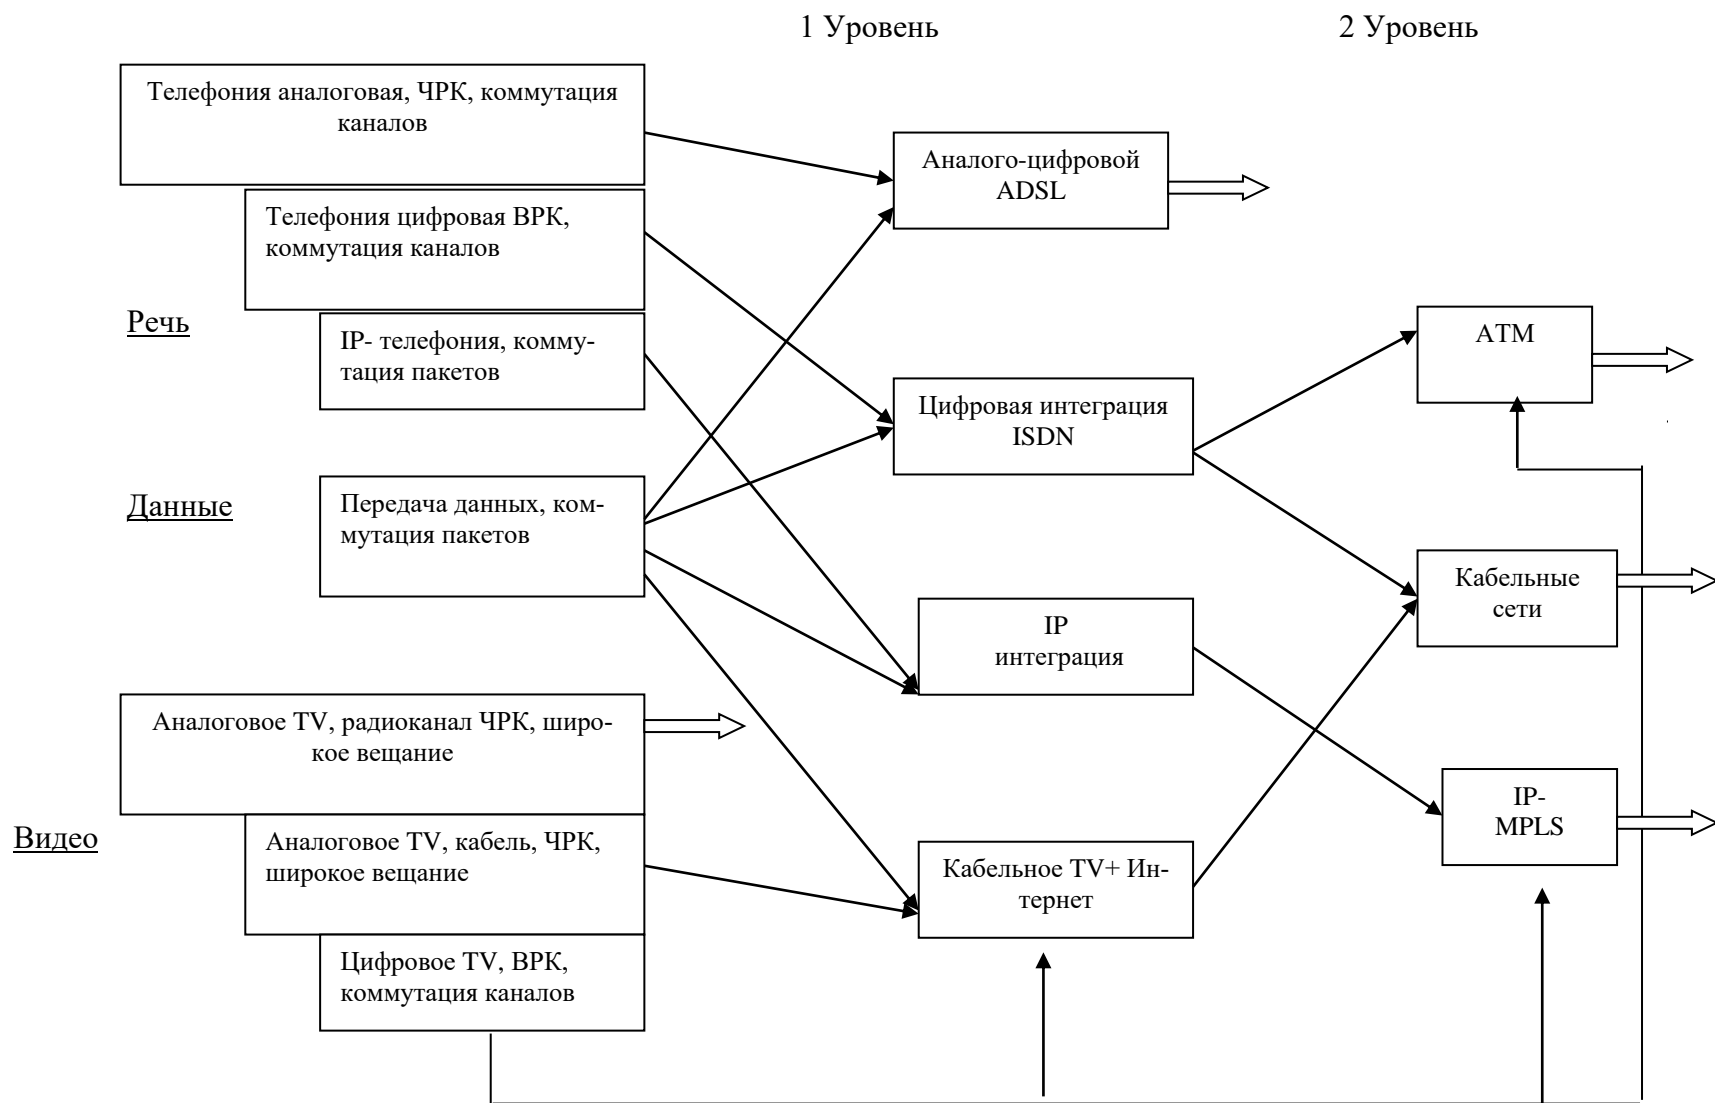 1 Уровень
2 Уровень
Телефония аналоговая, ЧРК, коммутация
каналов
Аналого-цифровой
ADSL
Телефония цифровая ВРК,
коммутация каналов
Речь
IP- телефония, комму-
тация пакетов
АТМ
Цифровая интеграция
ISDN
Данные
Передача данных, ком-
мутация пакетов
Кабельные
сети
IP
интеграция
Аналоговое TV, радиоканал ЧРК, широ-
кое вещание
IP-
MPLS
Видео
Аналоговое TV, кабель, ЧРК,
широкое вещание
Кабельное TV+ Ин-
тернет
Цифровое TV, ВРК,
коммутация каналов